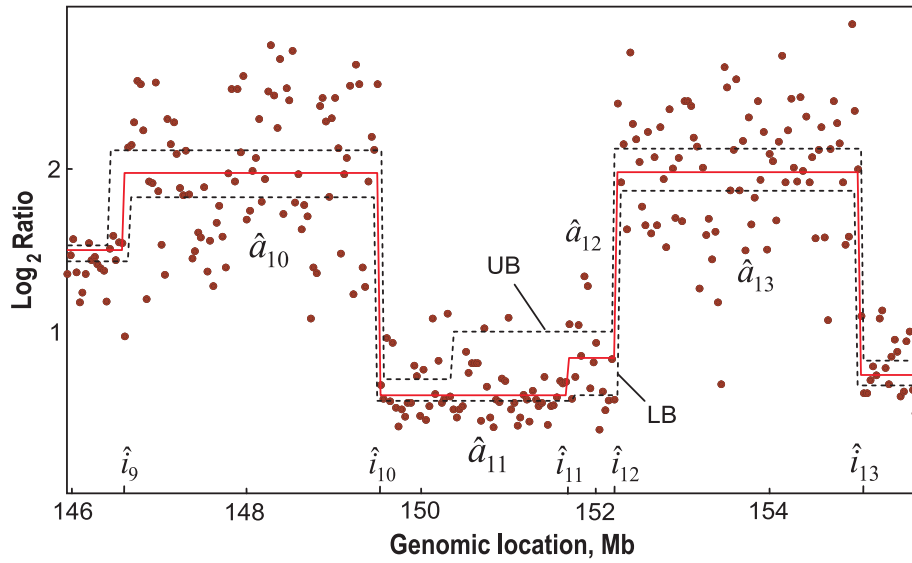 Log₂ Ratio
2
1
â₁₀
â₁₂
â₁₃
UB
LB
â₁₁
î₉
î₁₀
î₁₁
î₁₂
î₁₃
146
148
150
152
154
Genomic location, Mb